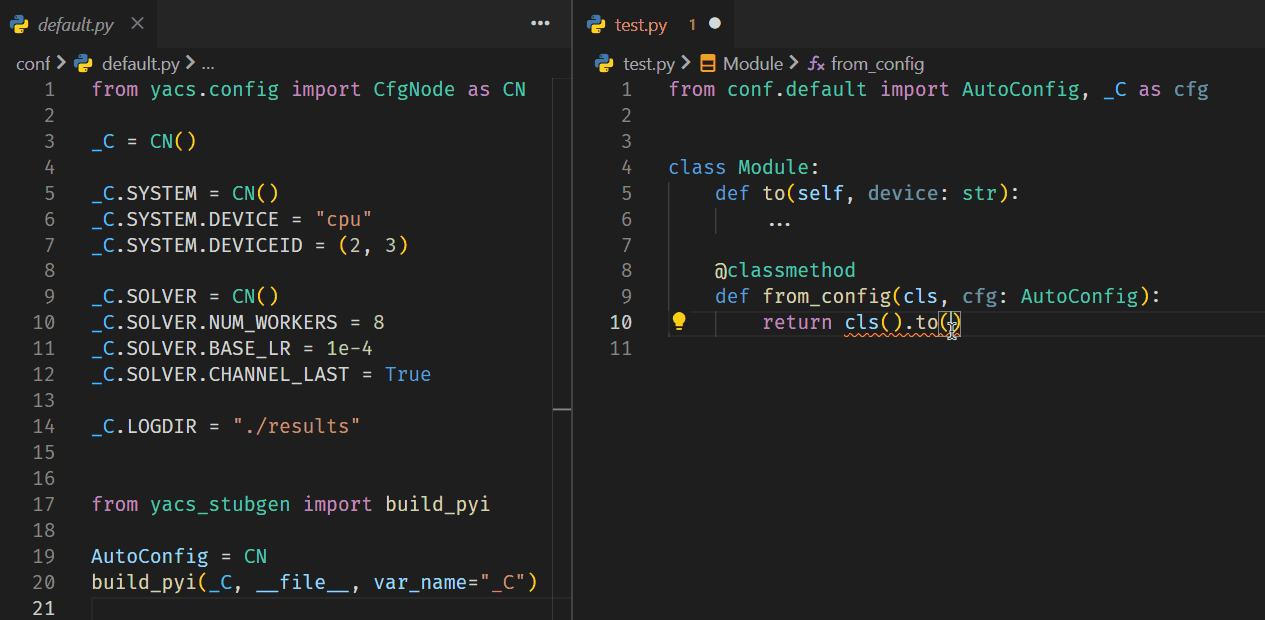 default.py
conf > default.py > ...
1 from yacs.config import CfgNode as CN
2
3 _C = CN()
4
5 _C.SYSTEM = CN()
6 _C.SYSTEM.DEVICE = "cpu"
7 _C.SYSTEM.DEVICEID = (2, 3)
8
9 _C.SOLVER = CN()
10 _C.SOLVER.NUM_WORKERS = 8
11 _C.SOLVER.BASE_LR = 1e-4
12 _C.SOLVER.CHANNEL_LAST = True
13
14 _C.LOGDIR = "./results"
15
16
17 from yacs_stubgen import build_pyi
18
19 AutoConfig = CN
20 build_pyi(_C, __file__, var_name="_C")
21
test.py 1
test.py > Module > from_config
1 from conf.default import AutoConfig, _C as cfg
2
3
4 class Module:
5     def to(self, device: str):
6         ...
7
8     @classmethod
9     def from_config(cls, cfg: AutoConfig):
10         return cls().to()
11